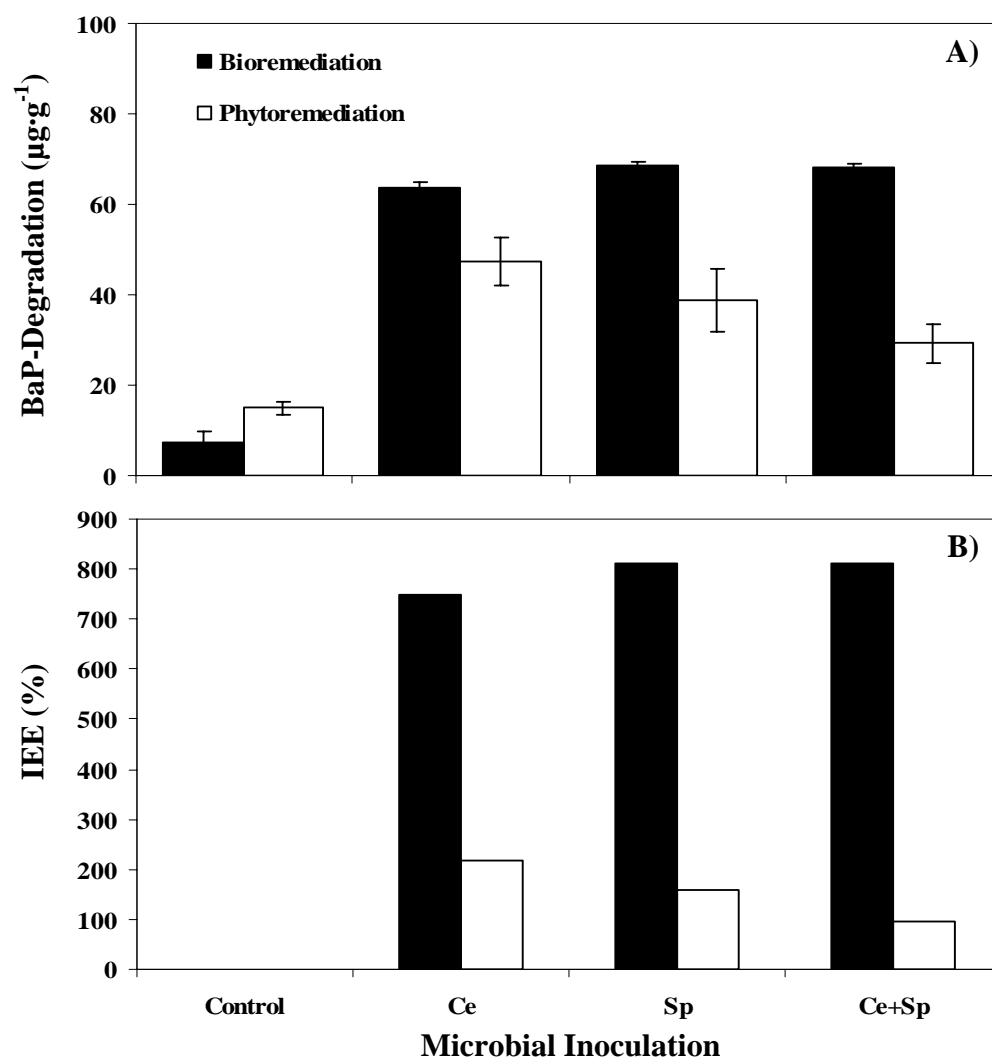 A)
Bioremediation
Phytoremediation
BaP-Degradation (µg·g⁻¹)
100
80
60
40
20
0
B)
IEE (%)
900
800
700
600
500
400
300
200
100
0
Control
Ce
Sp
Ce+Sp
Microbial Inoculation